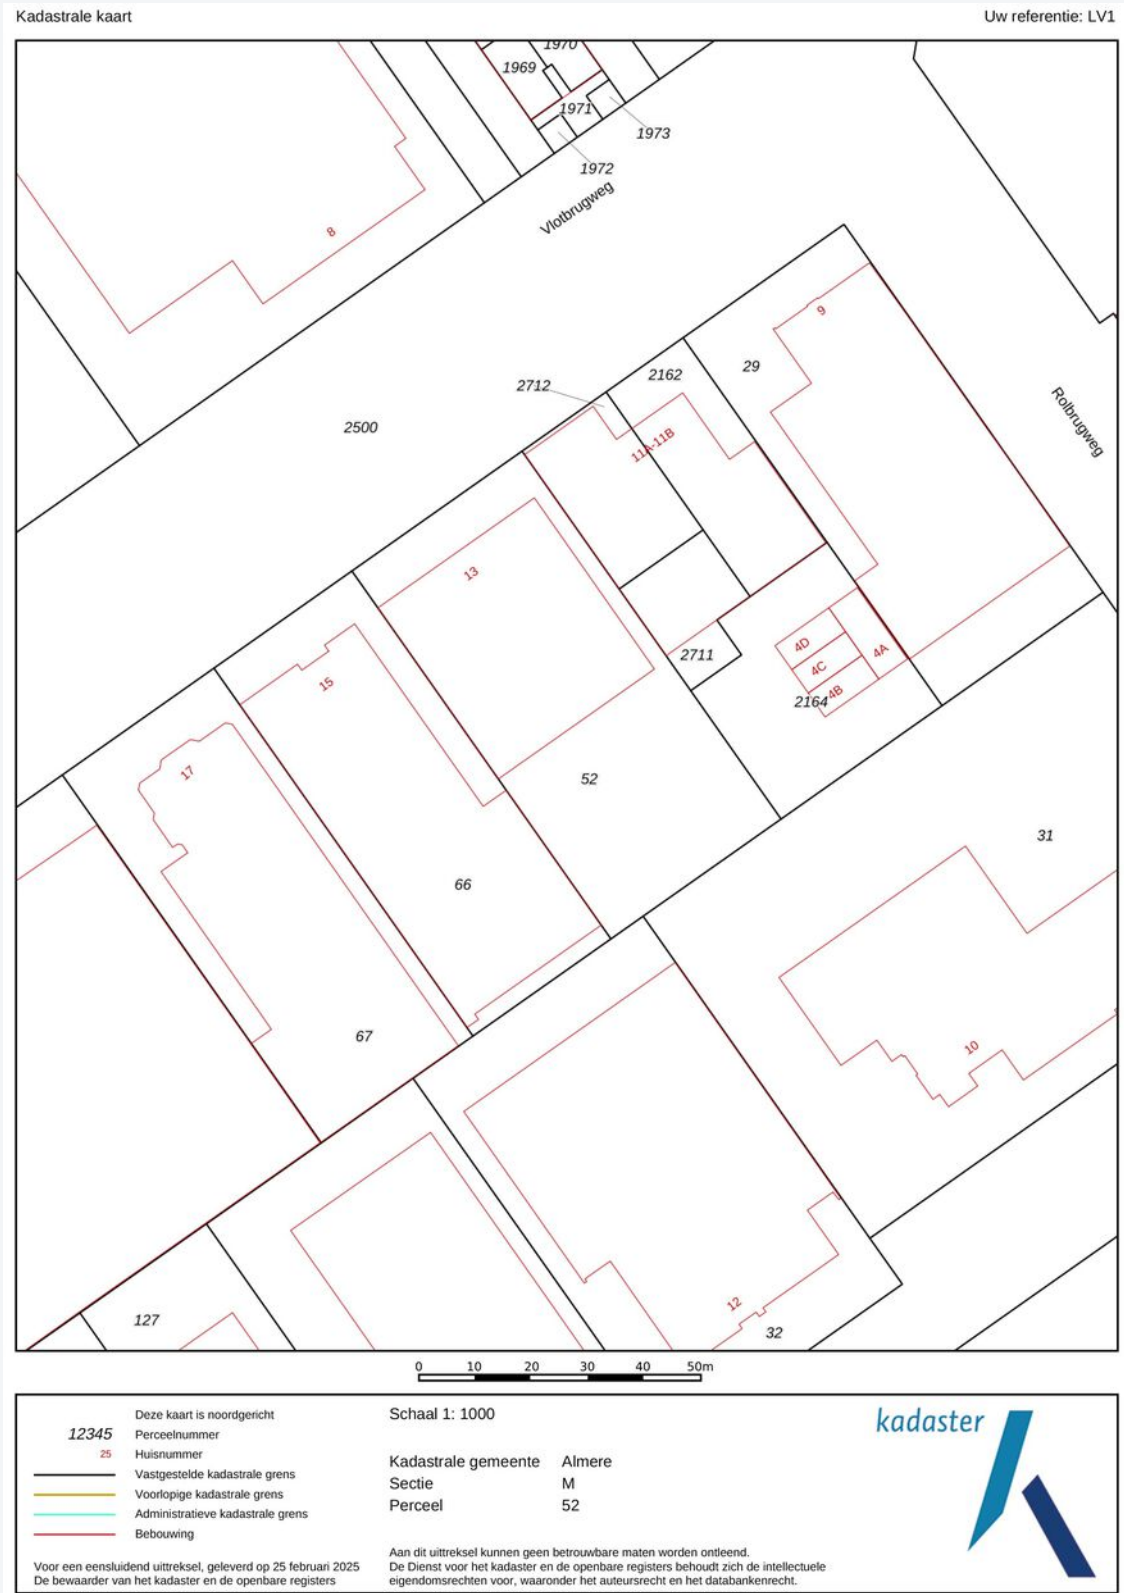 Kadastrale kaart
Uw referentie: LV1
1970
1969
1971
1973
1972
Vlotbrugweg
8
9
29
2162
2712
Rolbrugweg
2500
11A-11B
13
4D
4A
2711
4C
15
4B
2164
17
52
31
66
67
10
12
127
32
0 10 20 30 40 50m
Deze kaart is noordgericht
12345 Perceelnummer
25 Huisnummer
Vastgestelde kadastrale grens
Voorlopige kadastrale grens
Administratieve kadastrale grens
Bebouwing
Voor een eensluidend uittreksel, geleverd op 25 februari 2025
De bewaarder van het kadaster en de openbare registers
Schaal 1: 1000
Kadastrale gemeente Almere
Sectie M
Perceel 52
Aan dit uittreksel kunnen geen betrouwbare maten worden ontleend.
De Dienst voor het kadaster en de openbare registers behoudt zich de intellectuele
eigendomsrechten voor, waaronder het auteursrecht en het databankenrecht.
kadaster